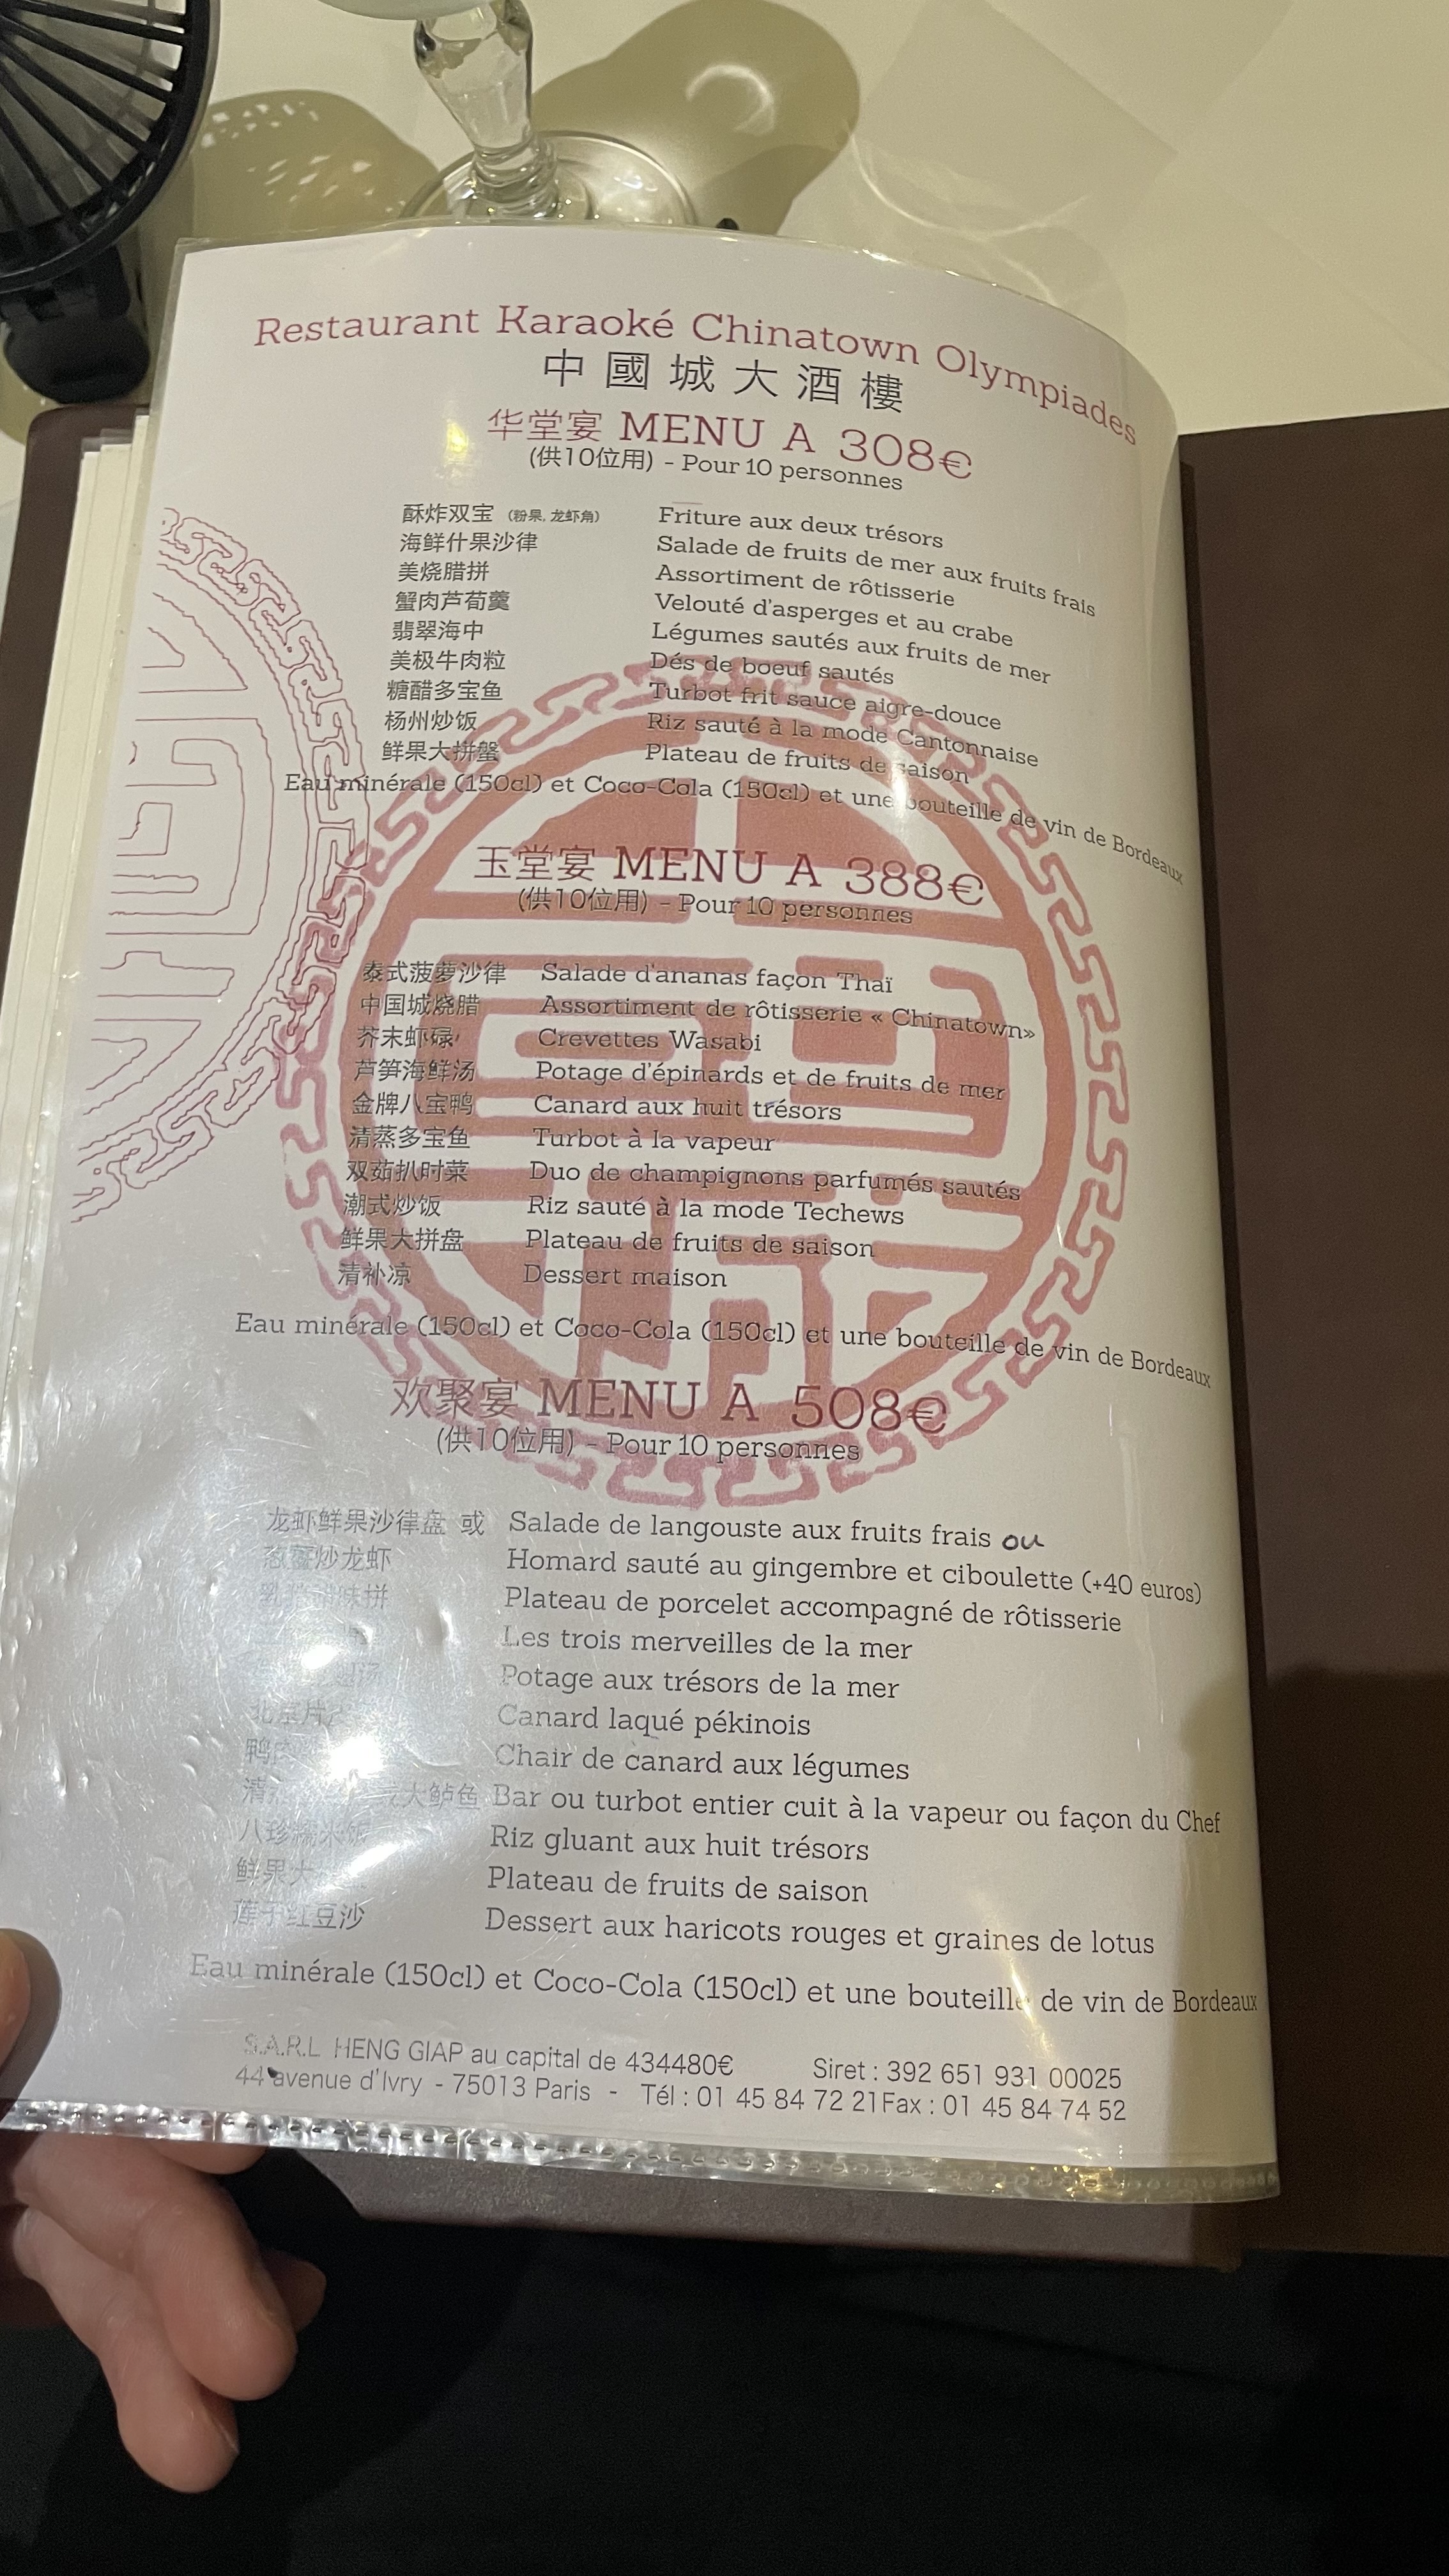 Restaurant Karaoké Chinatown Olympiades
中國城大酒樓
华堂宴 MENU A 308€
(供10位用) - Pour 10 personnes
酥炸双宝 (粉果, 龙虾角) Friture aux deux trésors
海鲜什果沙律 Salade de fruits de mer aux fruits frais
美烧腊拼 Assortiment de rôtisserie
蟹肉芦荀羹 Velouté d'asperges et au crabe
翡翠海中 Légumes sautés aux fruits de mer
美极牛肉粒 Dés de boeuf sautés
糖醋多宝鱼 Turbot frit sauce aigre-douce
杨州炒饭 Riz sauté à la mode Cantonnaise
鲜果大拼盤 Plateau de fruits de saison
Eau minérale (150cl) et Coco-Cola (150cl) et une bouteille de vin de Bordeaux
玉堂宴 MENU A 388€
(供10位用) - Pour 10 personnes
泰式菠萝沙律 Salade d'ananas façon Thaï
中国城烧腊 Assortiment de rôtisserie « Chinatown»
芥末虾碌 Crevettes Wasabi
芦笋海鲜汤 Potage d'épinards et de fruits de mer
金牌八宝鸭 Canard aux huit trésors
清蒸多宝鱼 Turbot à la vapeur
双茹扒时菜 Duo de champignons parfumés sautés
潮式炒饭 Riz sauté à la mode Techews
鲜果大拼盘 Plateau de fruits de saison
清补凉 Dessert maison
Eau minérale (150cl) et Coco-Cola (150cl) et une bouteille de vin de Bordeaux
欢聚宴 MENU A 508€
(供10位用) - Pour 10 personnes
龙虾鲜果沙律盘 或 Salade de langouste aux fruits frais ou
炒龙虾 Homard sauté au gingembre et ciboulette (+40 euros)
拼 Plateau de porcelet accompagné de rôtisserie
Les trois merveilles de la mer
汤 Potage aux trésors de la mer
北京片 Canard laqué pékinois
鸭 Chair de canard aux légumes
清 大鲈鱼 Bar ou turbot entier cuit à la vapeur ou façon du Chef
八珍糯米 Riz gluant aux huit trésors
鲜果大 Plateau de fruits de saison
莲子红豆沙 Dessert aux haricots rouges et graines de lotus
Eau minérale (150cl) et Coco-Cola (150cl) et une bouteille de vin de Bordeaux
S.A.R.L HENG GIAP au capital de 434480€ Siret : 392 651 931 00025
44 avenue d'Ivry - 75013 Paris - Tél : 01 45 84 72 21 Fax : 01 45 84 74 52